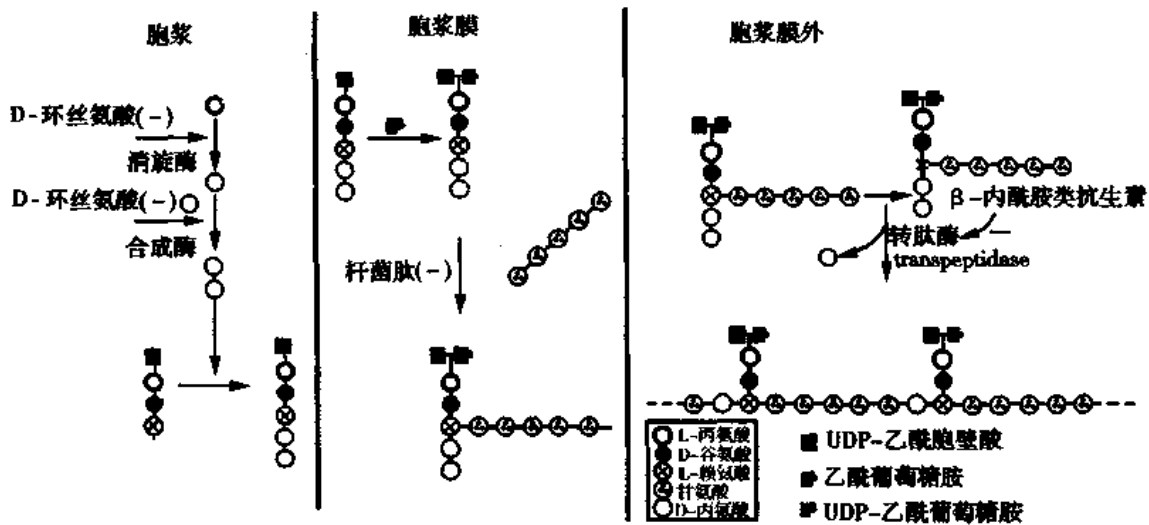 胞浆
D-环丝氨酸(-)
消旋酶
D-环丝氨酸(-)
合成酶
胞浆膜
杆菌肽(-)
胞浆膜外
β-内酰胺类抗生素
转肽酶
transpeptidase
L-丙氨酸
D-谷氨酸
L-赖氨酸
甘氨酸
D-丙氨酸
UDP-乙酰胞壁酸
乙酰葡萄糖胺
UDP-乙酰葡萄糖胺